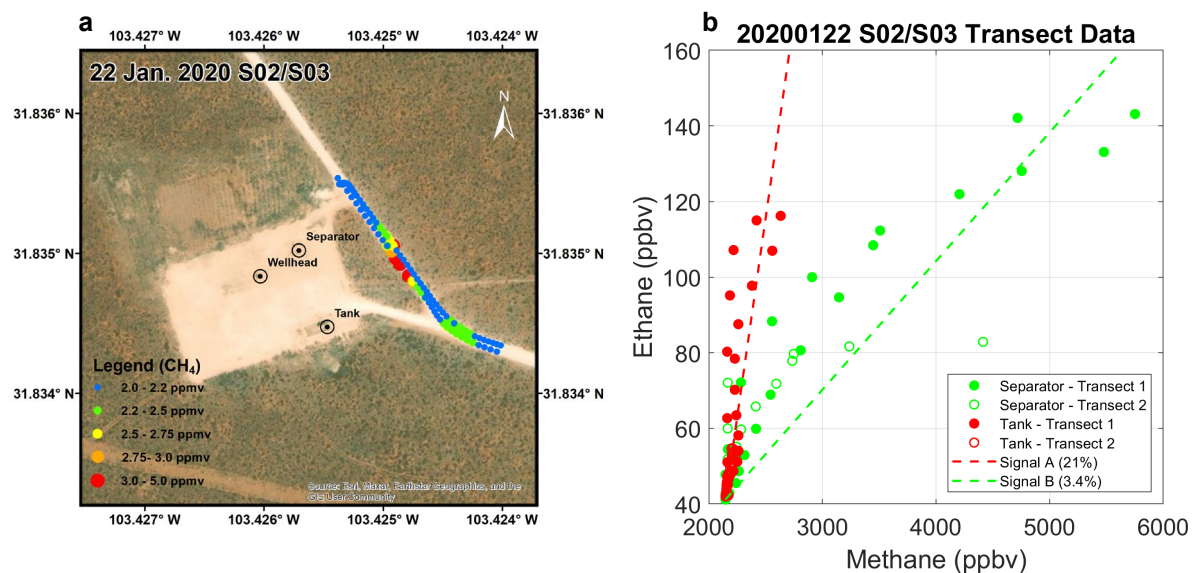 a
103.427° W 103.426° W 103.425° W 103.424° W
22 Jan. 2020 S02/S03
N
31.836° N 31.836° N
31.835° N 31.835° N
31.834° N 31.834° N
Separator
Wellhead
Tank
Legend (CH4)
2.0 - 2.2 ppmv
2.2 - 2.5 ppmv
2.5 - 2.75 ppmv
2.75- 3.0 ppmv
3.0 - 5.0 ppmv
Source: Esri, Maxar, Earthstar Geographics, and the
GIS User Community
103.427° W 103.426° W 103.425° W 103.424° W
b
20200122 S02/S03 Transect Data
160
140
120
100
80
60
40
Ethane (ppbv)
Separator - Transect 1
Separator - Transect 2
Tank - Transect 1
Tank - Transect 2
Signal A (21%)
Signal B (3.4%)
2000 3000 4000 5000 6000
Methane (ppbv)